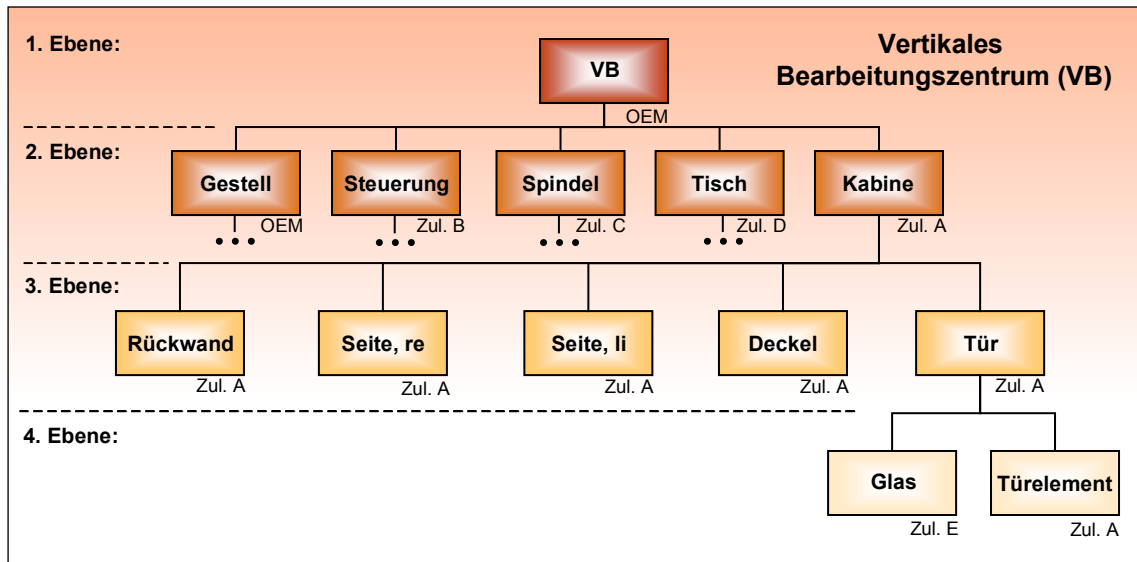 1. Ebene:
Vertikales
Bearbeitungszentrum (VB)
VB
OEM
2. Ebene:
Gestell
Steuerung
Spindel
Tisch
Kabine
OEM
Zul. B
Zul. C
Zul. D
Zul. A
3. Ebene:
Rückwand
Seite, re
Seite, li
Deckel
Tür
Zul. A
Zul. A
Zul. A
Zul. A
Zul. A
4. Ebene:
Glas
Türelement
Zul. E
Zul. A